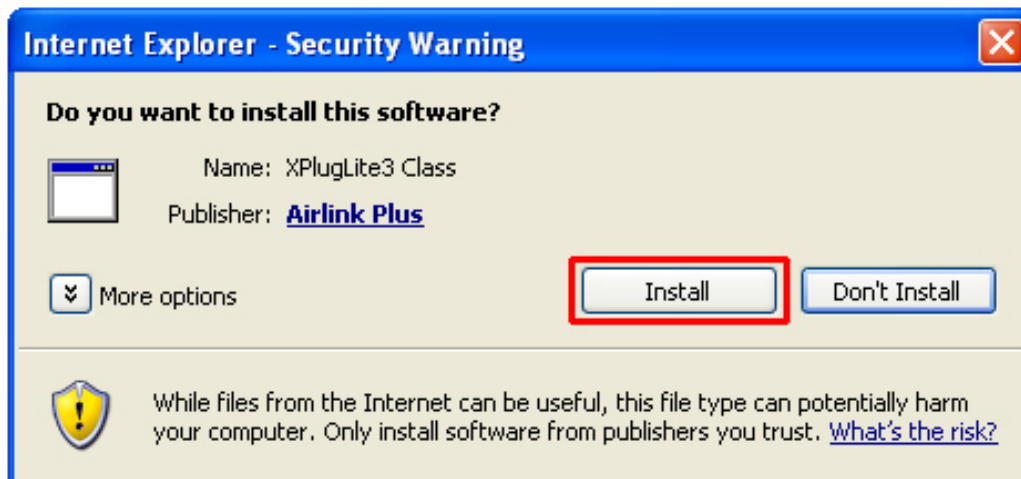 Internet Explorer - Security Warning
Do you want to install this software?
Name: XPlugLite3 Class
Publisher: Airlink Plus
More options
Install
Don't Install
While files from the Internet can be useful, this file type can potentially harm
your computer. Only install software from publishers you trust. What's the risk?